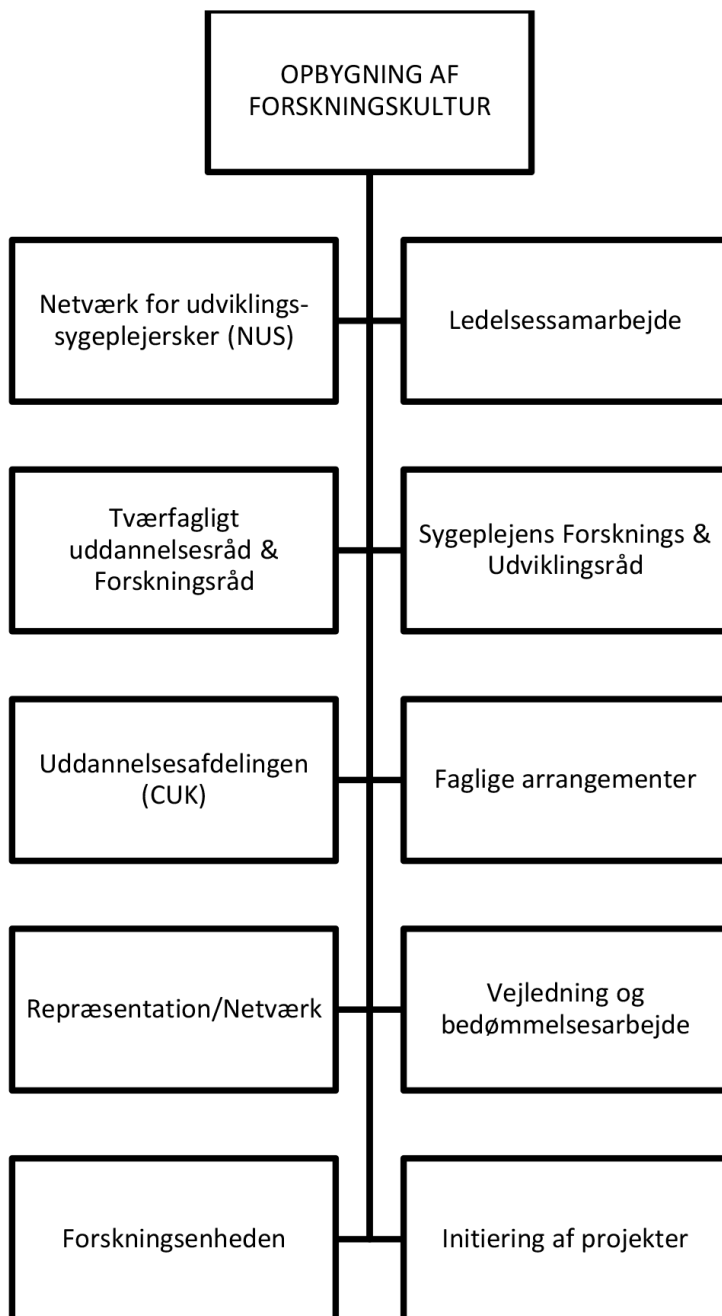 OPBYGNING AF
FORSKNINGSKULTUR
Netværk for udviklings-
sygeplejersker (NUS)
Ledelsessamarbejde
Tværfagligt
uddannelsesråd &
Forskningsråd
Sygeplejens Forsknings &
Udviklingsråd
Uddannelsesafdelingen
(CUK)
Faglige arrangementer
Repræsentation/Netværk
Vejledning og
bedømmelsesarbejde
Forskningsenheden
Initiering af projekter